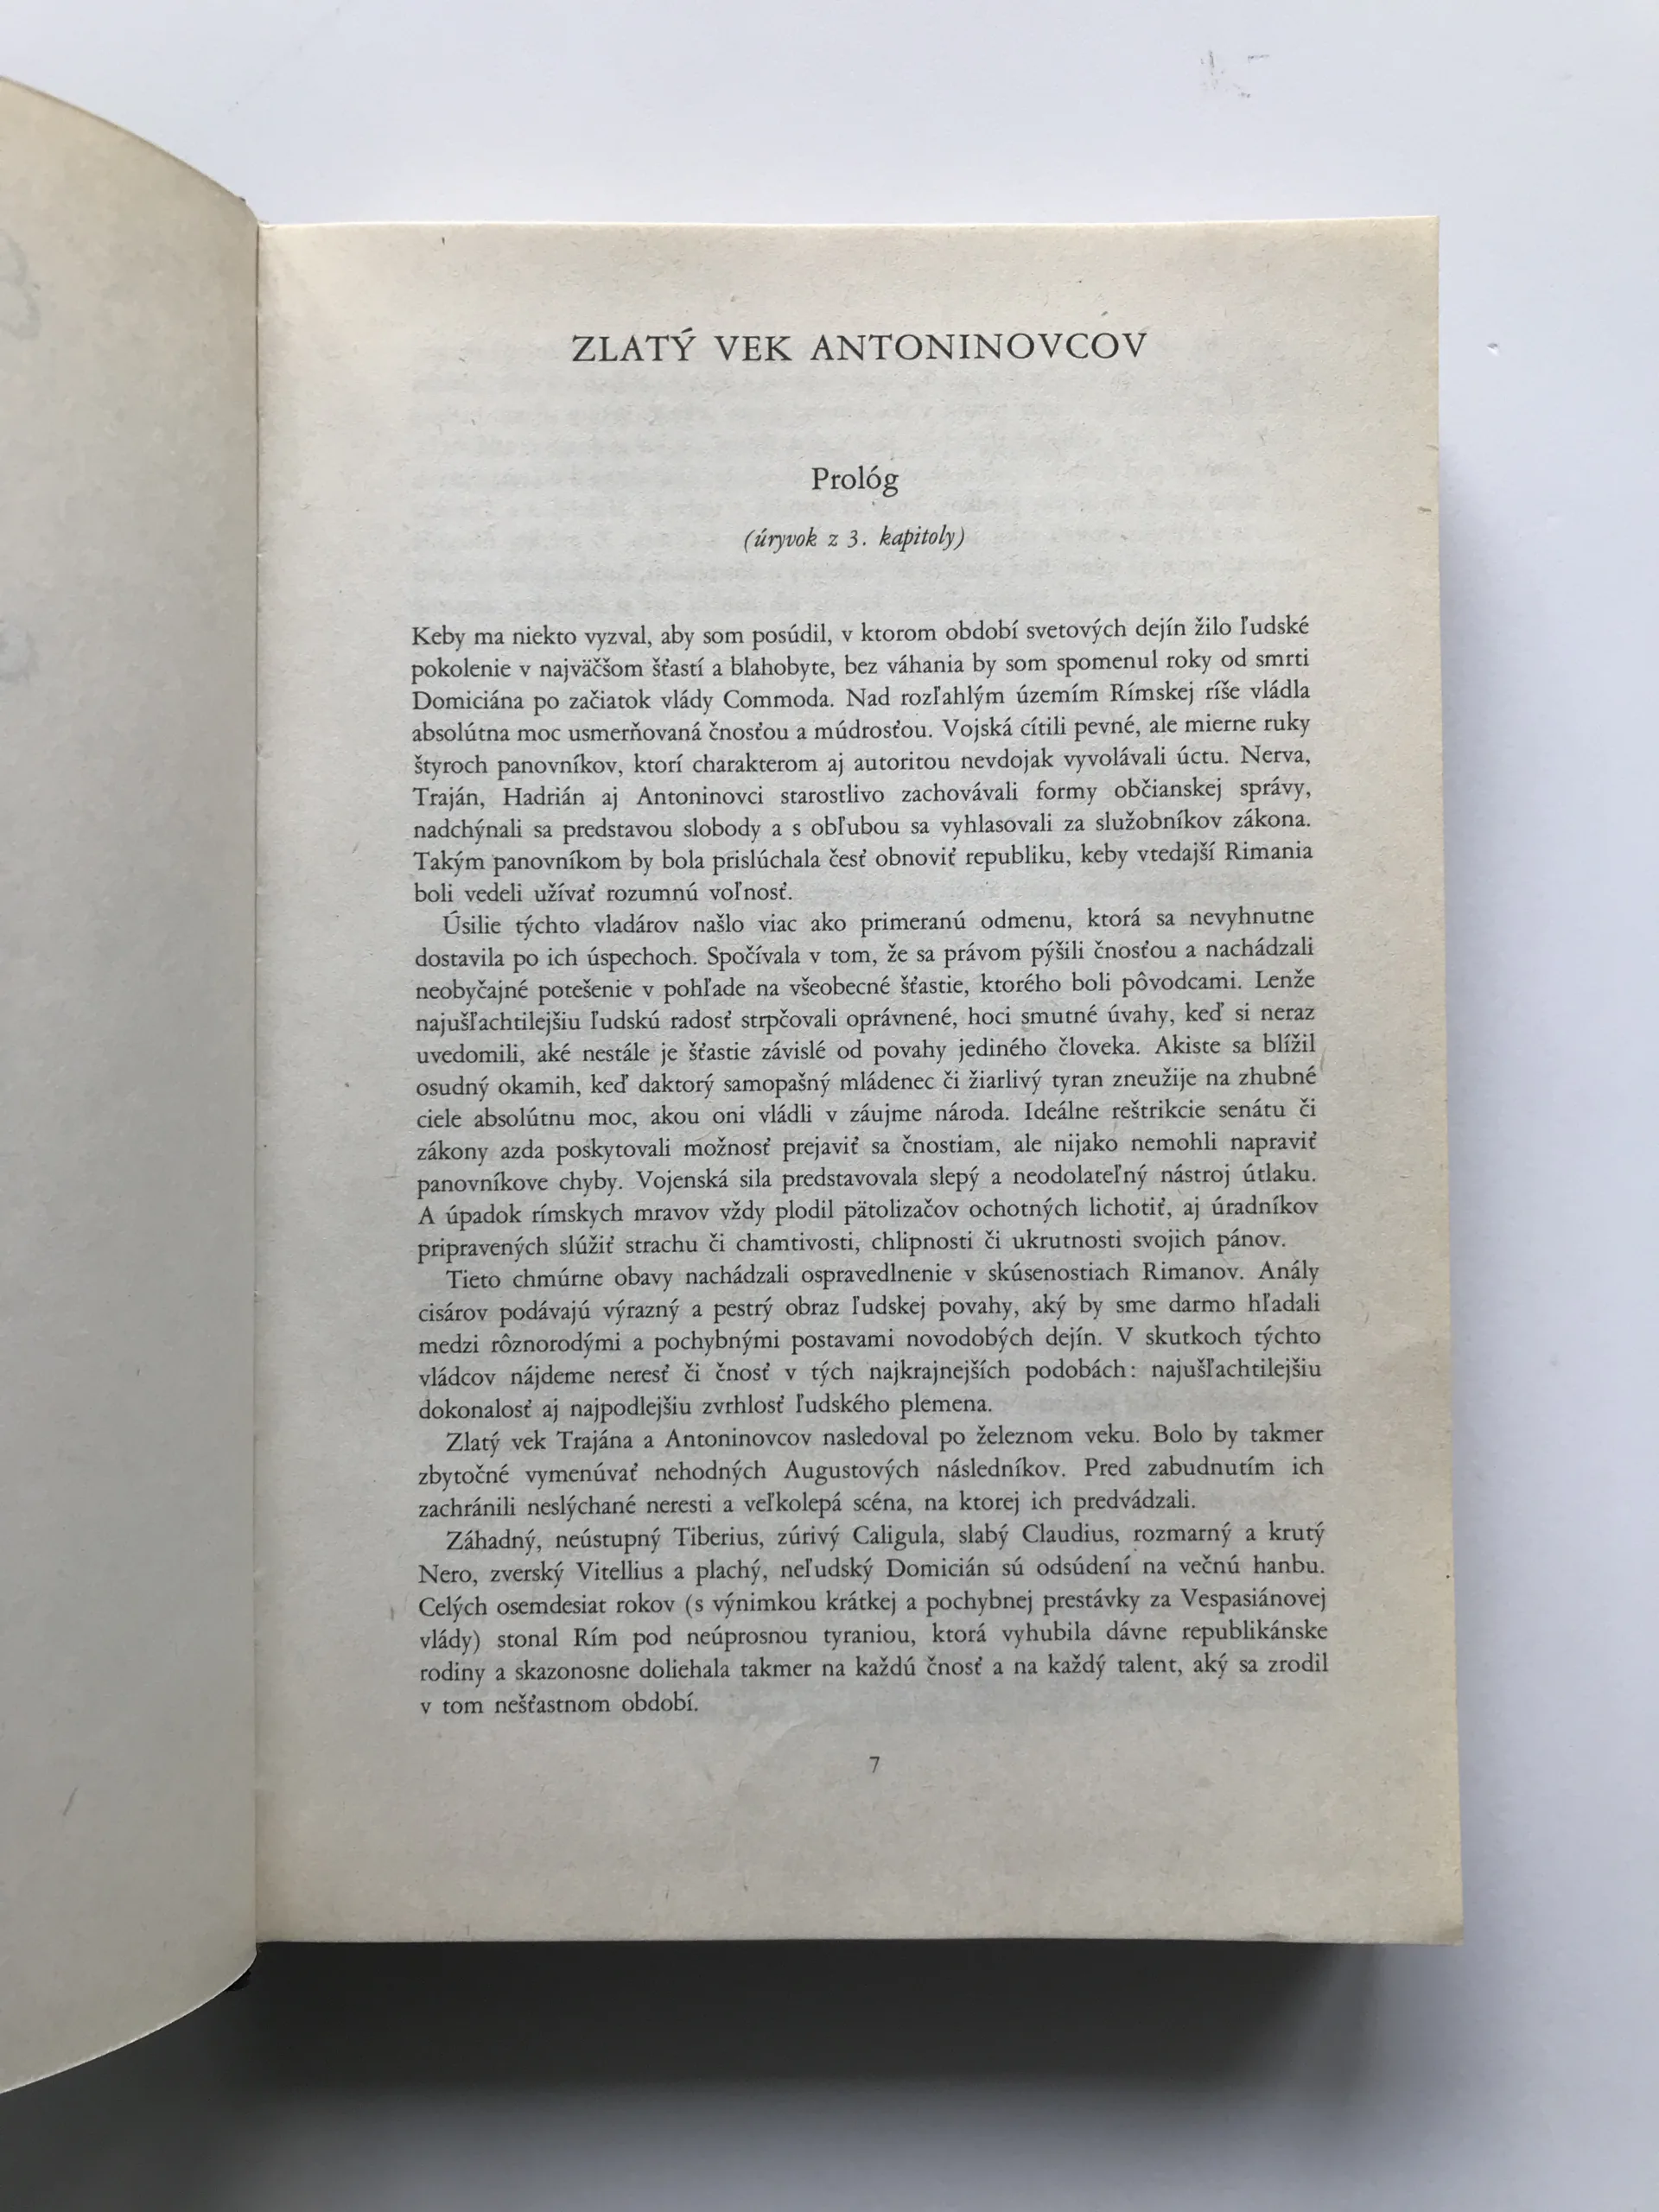 ZLATÝ VEK ANTONINOVCOV
Prológ
(úryvok z 3. kapitoly)
Keby ma niekto vyzval, aby som posúdil, v ktorom období svetových dejín žilo ľudské
pokolenie v najväčšom šťastí a blahobyte, bez váhania by som spomenul roky od smrti
Domiciána po začiatok vlády Commoda. Nad rozľahlým územím Rímskej ríše vládla
absolútna moc usmerňovaná čnosťou a múdrosťou. Vojská cítili pevné, ale mierne ruky
štyroch panovníkov, ktorí charakterom aj autoritou nevdojak vyvolávali úctu. Nerva,
Traján, Hadrián aj Antoninovci starostlivo zachovávali formy občianskej správy,
nadchýnali sa predstavou slobody a s obľubou sa vyhlasovali za služobníkov zákona.
Takým panovníkom by bola prislúchala česť obnoviť republiku, keby vtedajší Rimania
boli vedeli užívať rozumnú voľnosť.
Úsilie týchto vladárov našlo viac ako primeranú odmenu, ktorá sa nevyhnutne
dostavila po ich úspechoch. Spočívala v tom, že sa právom pýšili čnosťou a nachádzali
neobyčajné potešenie v pohľade na všeobecné šťastie, ktorého boli pôvodcami. Lenže
najušľachtilejšiu ľudskú radosť strpčovali oprávnené, hoci smutné úvahy, keď si neraz
uvedomili, aké nestále je šťastie závislé od povahy jediného človeka. Akiste sa blížil
osudný okamih, keď daktorý samopašný mládenec či žiarlivý tyran zneužije na zhubné
ciele absolútnu moc, akou oni vládli v záujme národa. Ideálne reštrikcie senátu či
zákony azda poskytovali možnosť prejaviť sa čnostiam, ale nijako nemohli napraviť
panovníkove chyby. Vojenská sila predstavovala slepý a neodolateľný nástroj útlaku.
A úpadok rímskych mravov vždy plodil pätolizačov ochotných lichotiť, aj úradníkov
pripravených slúžiť strachu či chamtivosti, chlipnosti či ukrutnosti svojich pánov.
Tieto chmúrne obavy nachádzali ospravedlnenie v skúsenostiach Rimanov. Anály
cisárov podávajú výrazný a pestrý obraz ľudskej povahy, aký by sme darmo hľadali
medzi rôznorodými a pochybnými postavami novodobých dejín. V skutkoch týchto
vládcov nájdeme neresť či čnosť v tých najkrajnejších podobách: najušľachtilejšiu
dokonalosť aj najpodlejšiu zvrhlosť ľudského plemena.
Zlatý vek Trajána a Antoninovcov nasledoval po železnom veku. Bolo by takmer
zbytočné vymenúvať nehodných Augustových následníkov. Pred zabudnutím ich
zachránili neslýchané neresti a veľkolepá scéna, na ktorej ich predvádzali.
Záhadný, neústupný Tiberius, zúrivý Caligula, slabý Claudius, rozmarný a krutý
Nero, zverský Vitellius a plachý, neľudský Domicián sú odsúdení na večnú hanbu.
Celých osemdesiat rokov (s výnimkou krátkej a pochybnej prestávky za Vespasiánovej
vlády) stonal Rím pod neúprosnou tyraniou, ktorá vyhubila dávne republikánske
rodiny a skazonosne doliehala takmer na každú čnosť a na každý talent, aký sa zrodil
v tom nešťastnom období.
7